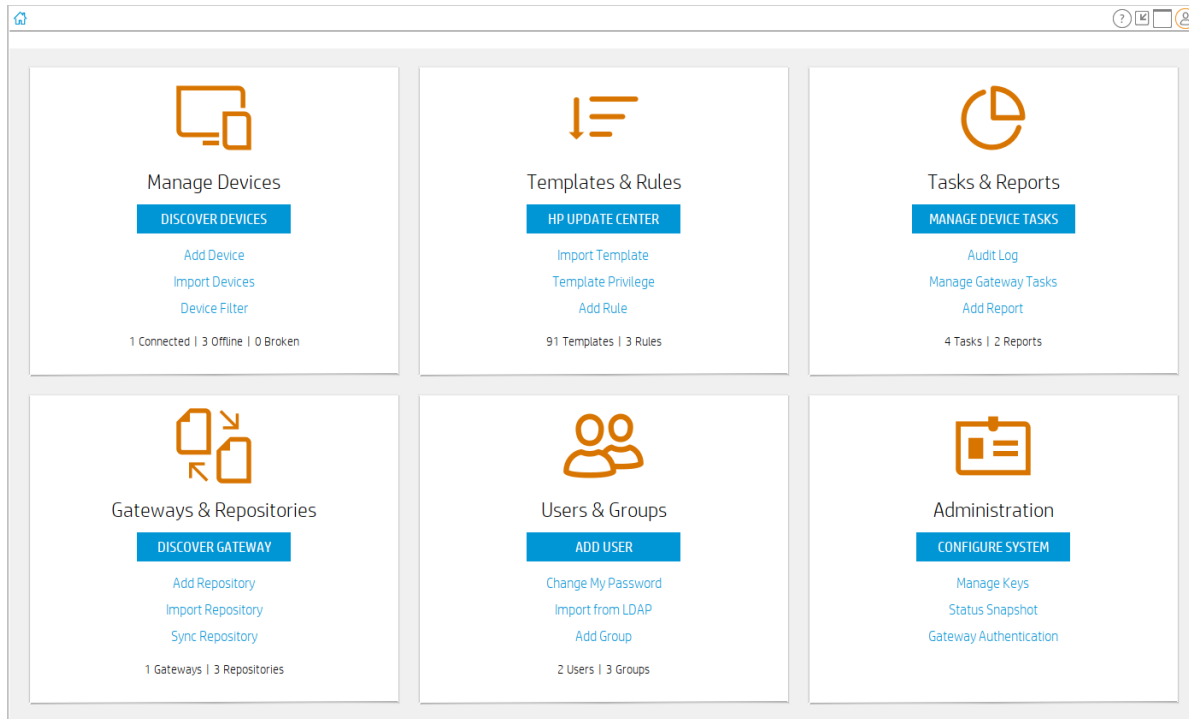 ?
Manage Devices
DISCOVER DEVICES
Add Device
Import Devices
Device Filter
1 Connected | 3 Offline | 0 Broken
Templates & Rules
HP UPDATE CENTER
Import Template
Template Privilege
Add Rule
91 Templates | 3 Rules
Tasks & Reports
MANAGE DEVICE TASKS
Audit Log
Manage Gateway Tasks
Add Report
4 Tasks | 2 Reports
Gateways & Repositories
DISCOVER GATEWAY
Add Repository
Import Repository
Sync Repository
1 Gateways | 3 Repositories
Users & Groups
ADD USER
Change My Password
Import from LDAP
Add Group
2 Users | 3 Groups
Administration
CONFIGURE SYSTEM
Manage Keys
Status Snapshot
Gateway Authentication